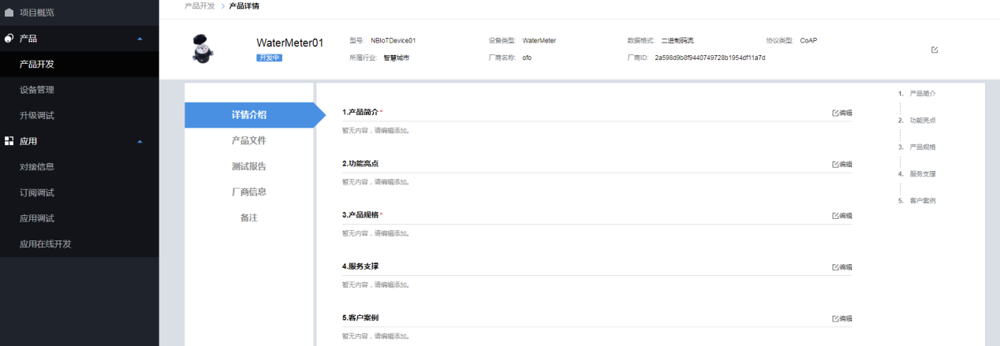 项目概览
产品
产品开发
设备管理
升级调试
应用
对接信息
订阅调试
应用调试
应用在线开发
产品开发 > 产品详情
WaterMeter01
开发中
型号: NBIoTDevice01 设备类型: WaterMeter 数据格式: 二进制码流 协议类型: CoAP
所属行业: 智慧城市 厂商名称: ofo 厂商ID: 2a598d9b8f9440749728b1954df11a7d
详情介绍
产品文件
测试报告
厂商信息
备注
1.产品简介* 编辑
暂无内容，请编辑添加。
2.功能亮点 编辑
暂无内容，请编辑添加。
3.产品规格* 编辑
暂无内容，请编辑添加。
4.服务支撑 编辑
暂无内容，请编辑添加。
5.客户案例 编辑
暂无内容，请编辑添加。
1. 产品简介
2. 功能亮点
3. 产品规格
4. 服务支撑
5. 客户案例